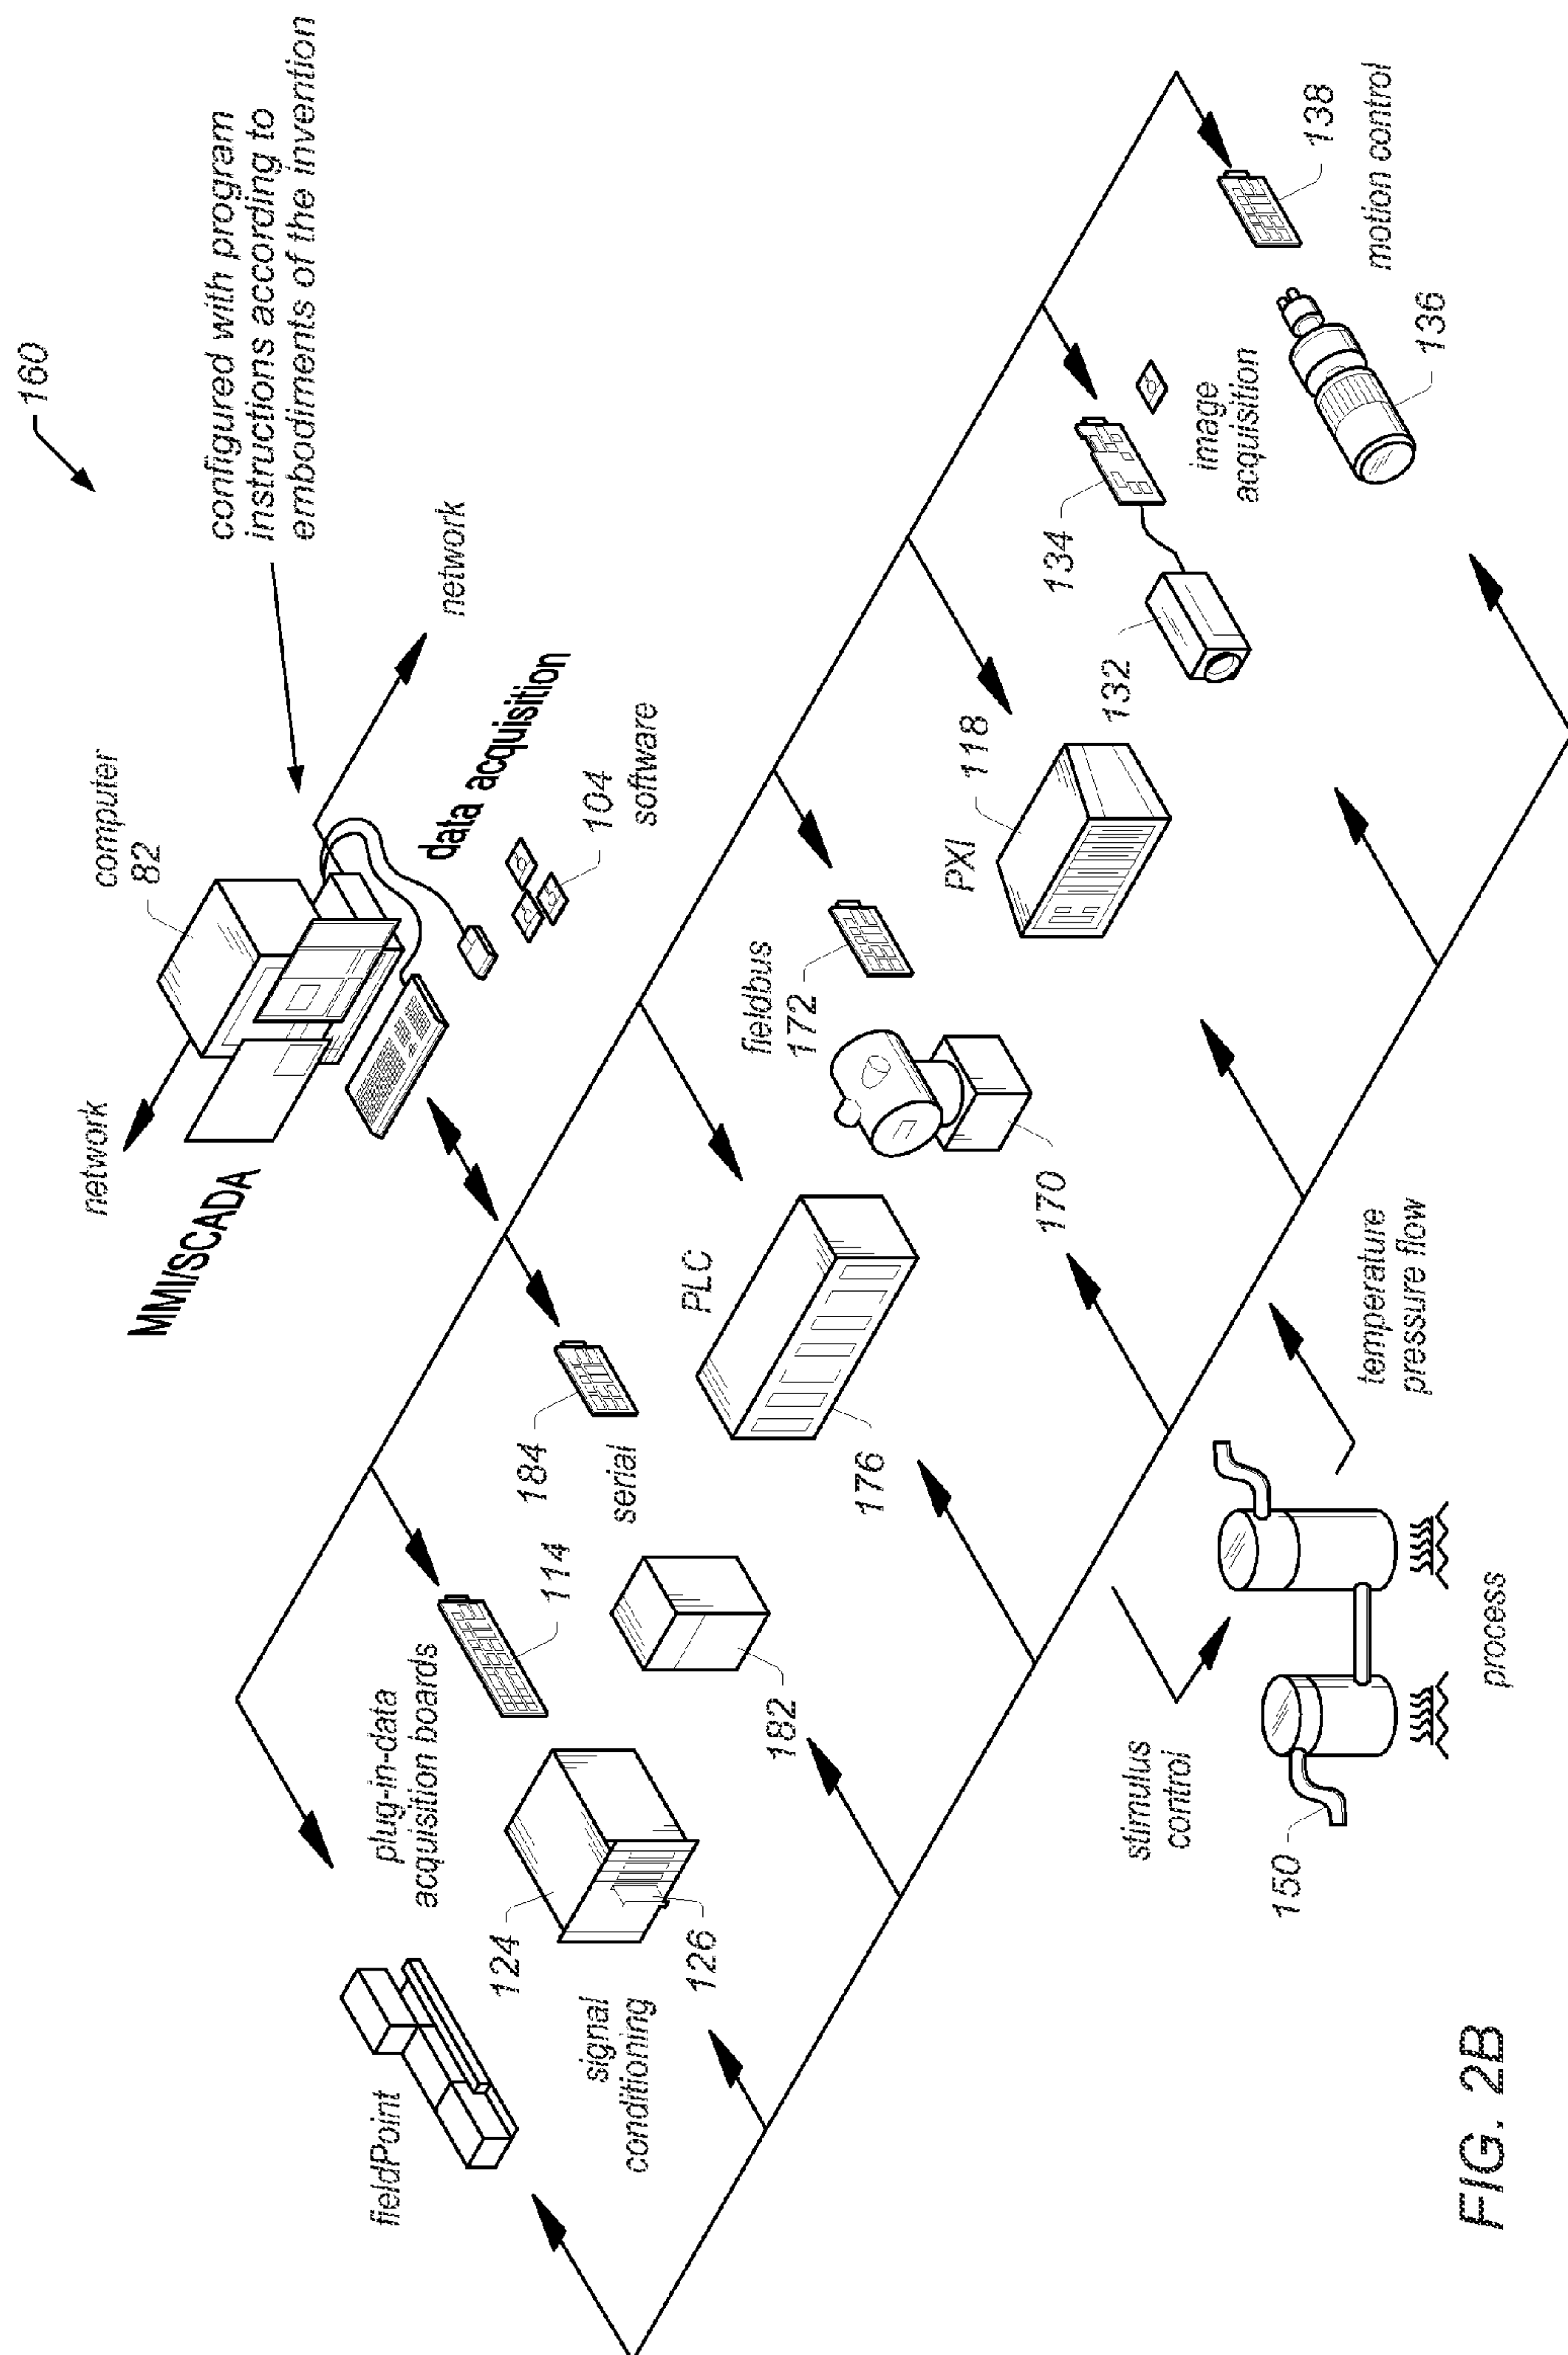 160
configured with program
instructions according to
embodiments of the invention
computer
82
network
network
MMI/SCADA
data acquisition
104
software
fieldPoint
plug-in-data
acquisition boards
114
184
serial
PLC
fieldbus
172
PXI
118
134
image
acquisition
138
motion control
124
126
signal
conditioning
182
176
170
132
136
stimulus
control
temperature
pressure flow
150
process
FIG. 2B